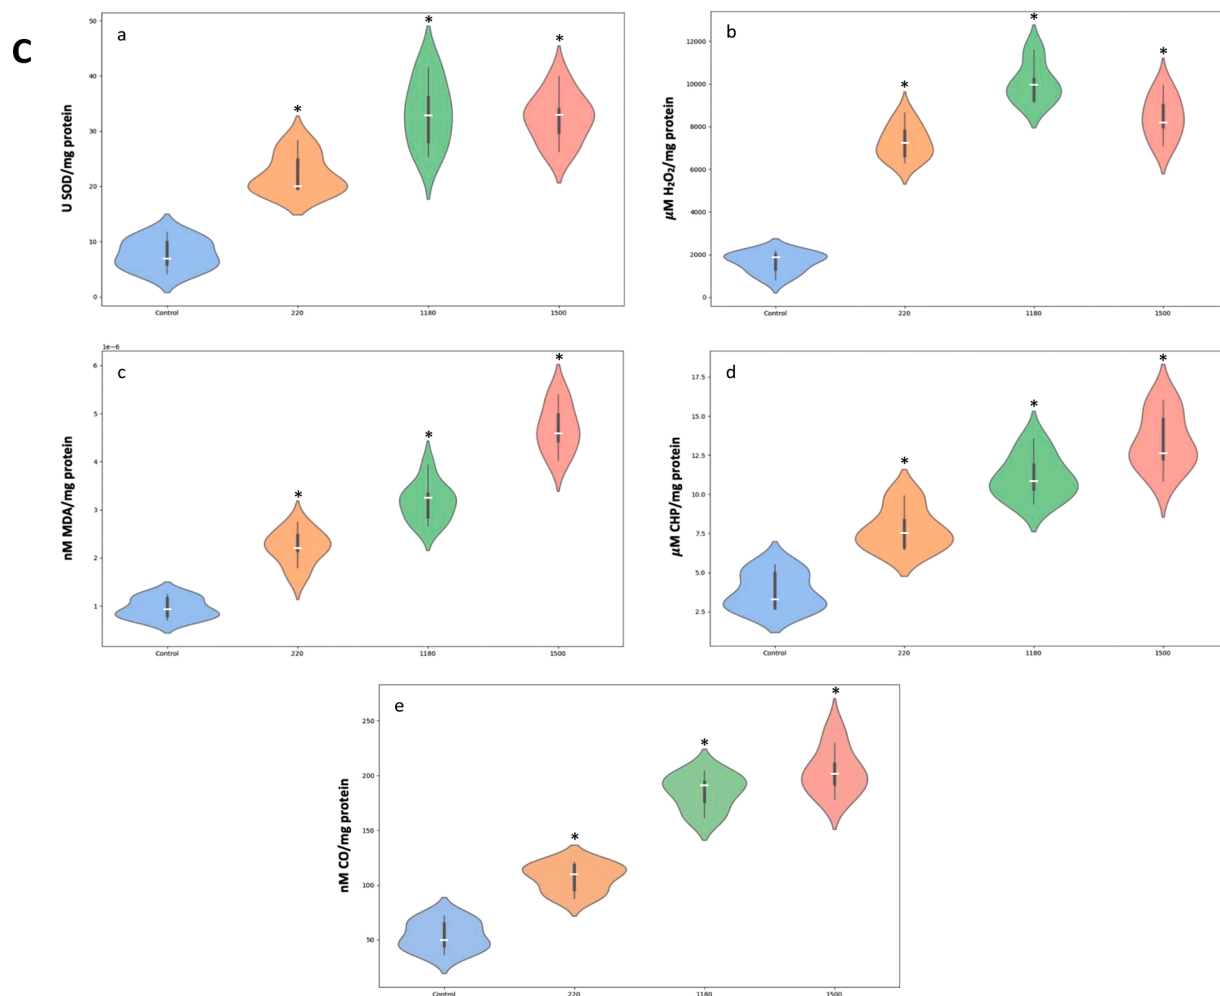 C
a
*
*
*
U SOD/mg protein
50
40
30
20
10
0
Control 220 1180 1500
b
*
*
*
µM H₂O₂/mg protein
12000
10000
8000
6000
4000
2000
0
Control 220 1180 1500
c
1e−6
*
*
*
nM MDA/mg protein
6
5
4
3
2
1
Control 220 1180 1500
d
*
*
*
µM CHP/mg protein
17.5
15.0
12.5
10.0
7.5
5.0
2.5
Control 220 1180 1500
e
*
*
*
nM CO/mg protein
250
200
150
100
50
Control 220 1180 1500